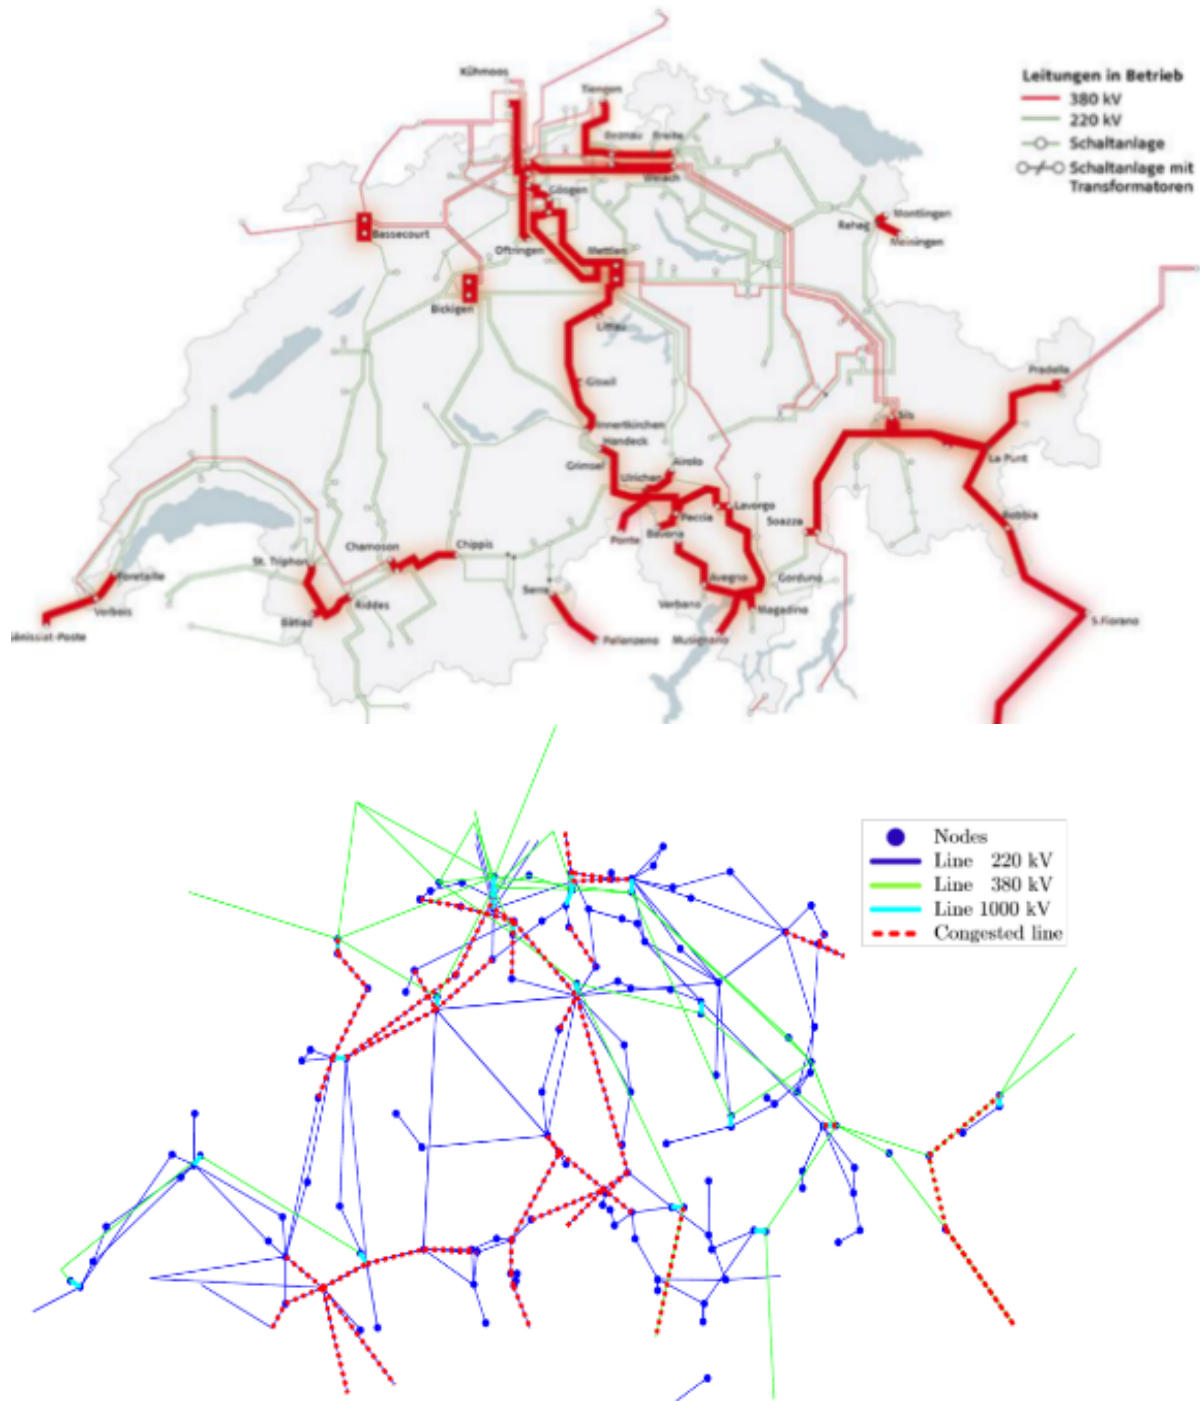 Kühmoos
Tiengen
Leitungen in Betrieb
380 kV
220 kV
Schaltanlage
Schaltanlage mit
Transformatoren
Beznau
Breite
Weiach
Gösgen
Bassecourt
Oftringen
Mettlen
Rehag
Montlingen
Meiningen
Bickigen
Littau
Giswil
Pradella
Innertkirchen
Handeck
Grimsel
Ulrichen
Airolo
Sils
La Punt
Peccia
Lavorgo
Soazza
Robbia
Ponte
Bavona
Chamoson
Chippis
St. Triphon
Foretaille
Verbois
Riddes
Bâtiaz
Serra
Avegno
Gorduno
Verbano
Magadino
Génissiat-Poste
Pallanzeno
Musignano
S.Fiorano
Nodes
Line 220 kV
Line 380 kV
Line 1000 kV
Congested line